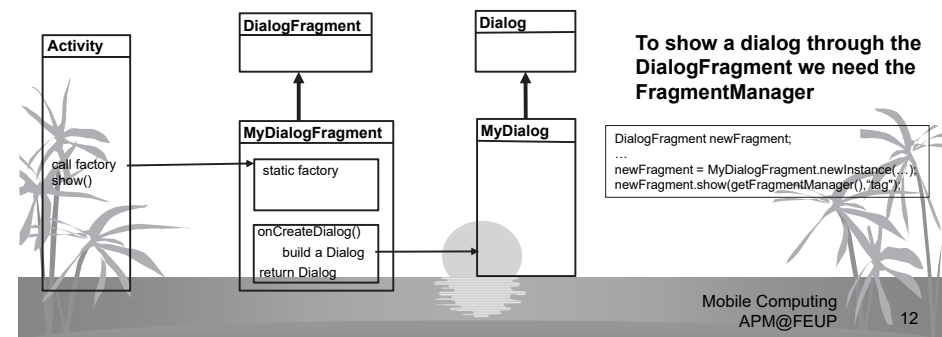 Activity
call factory
show()
DialogFragment
MyDialogFragment
static factory
onCreateDialog()
build a Dialog
return Dialog
Dialog
MyDialog
To show a dialog through the
DialogFragment we need the
FragmentManager
DialogFragment newFragment;
…
newFragment = MyDialogFragment.newInstance(…);
newFragment.show(getFragmentManager(),"tag");
Mobile Computing
APM@FEUP
12